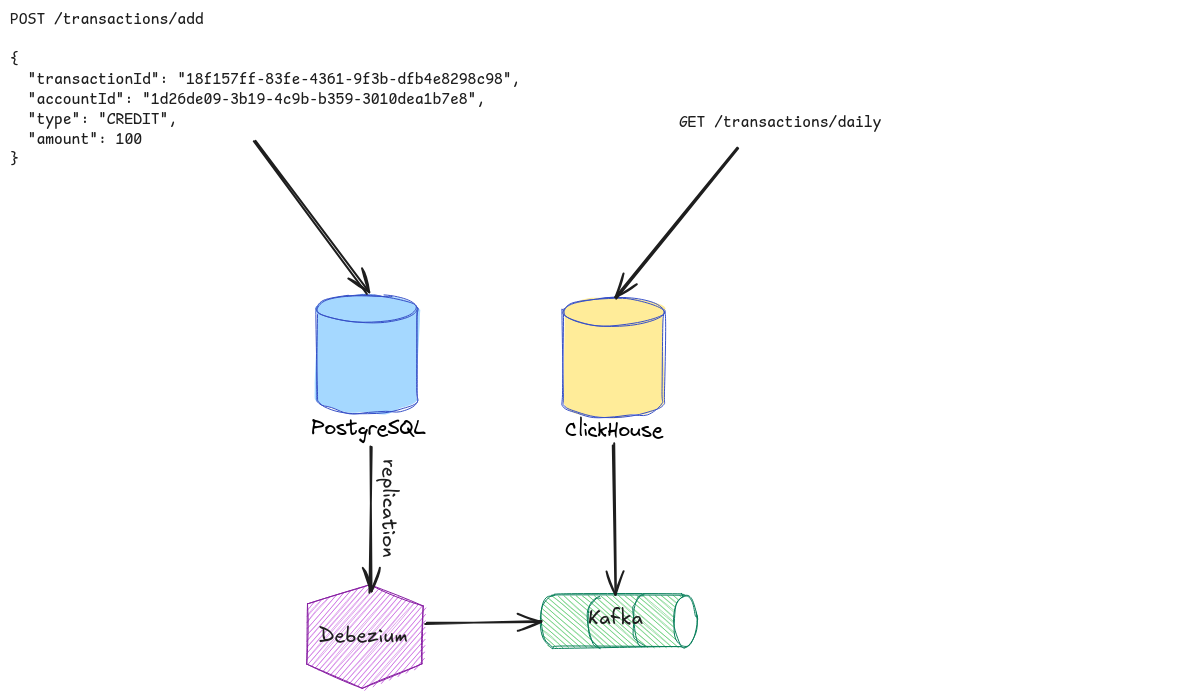 POST /transactions/add
{
"transactionId": "18f157ff-83fe-4361-9f3b-dfb4e8298c98",
"accountId": "1d26de09-3b19-4c9b-b359-3010dea1b7e8",
"type": "CREDIT",
"amount": 100
}
GET /transactions/daily
PostgreSQL
ClickHouse
replication
Debezium
Kafka